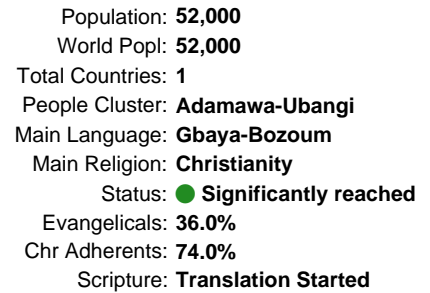 Population: 52,000
World Popl: 52,000
Total Countries: 1
People Cluster: Adamawa-Ubangi
Main Language: Gbaya-Bozoum
Main Religion: Christianity
Status: Significantly reached
Evangelicals: 36.0%
Chr Adherents: 74.0%
Scripture: Translation Started